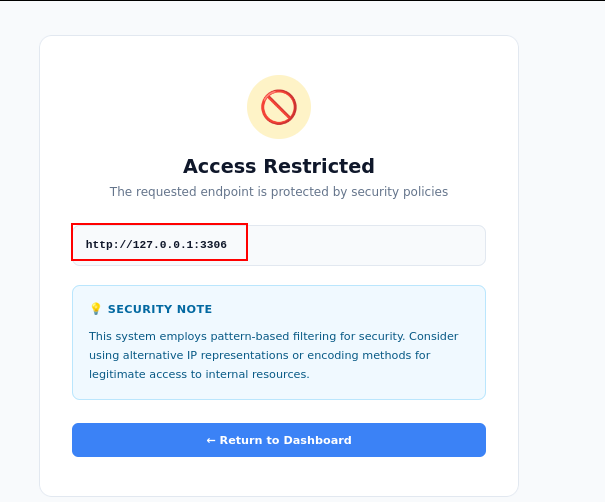 Access Restricted
The requested endpoint is protected by security policies
http://127.0.0.1:3306
💡 SECURITY NOTE
This system employs pattern-based filtering for security. Consider
using alternative IP representations or encoding methods for
legitimate access to internal resources.
← Return to Dashboard